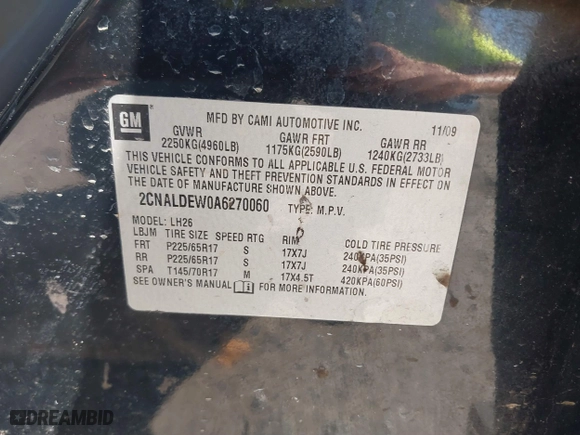 GM
MFD BY CAMI AUTOMOTIVE INC. 11/09
GVWR GAWR FRT GAWR RR
2250KG(4960LB) 1175KG(2590LB) 1240KG(2733LB)
THIS VEHICLE CONFORMS TO ALL APPLICABLE U.S. FEDERAL MOTOR
VEHICLE SAFETY AND THEFT PREVENTION STANDARDS IN EFFECT ON
THE DATE OF MANUFACTURE SHOWN ABOVE.
2CNALDEW0A6270060 TYPE: M.P.V.
MODEL: LH26
LBJM TIRE SIZE SPEED RTG RIM COLD TIRE PRESSURE
FRT P225/65R17 S 17X7J 240KPA(35PSI)
RR P225/65R17 S 17X7J 240KPA(35PSI)
SPA T145/70R17 M 17X4.5T 420KPA(60PSI)
SEE OWNER'S MANUAL FOR MORE INFORMATION.
DREAMBID